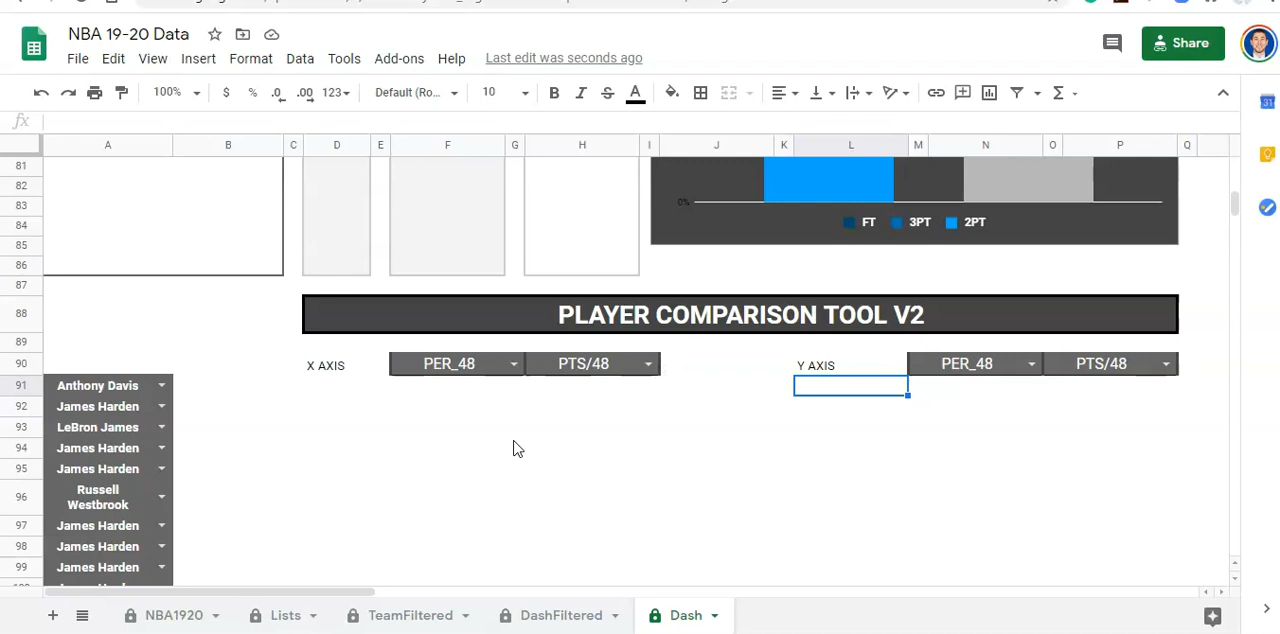 NBA 19-20 Data
File Edit View Insert Format Data Tools Add-ons Help Last edit was seconds ago
Share
100% $ % .0 .00 123 Default (Ro... 10 B I S A Σ
fx
A B C D E F G H I J K L M N O P Q
81
82
83 0%
84 FT 3PT 2PT
85
86
87
88 PLAYER COMPARISON TOOL V2
89
90 X AXIS PER_48 PTS/48 Y AXIS PER_48 PTS/48
91 Anthony Davis
92 James Harden
93 LeBron James
94 James Harden
95 James Harden
96 Russell
Westbrook
97 James Harden
98 James Harden
99 James Harden
NBA1920 Lists TeamFiltered DashFiltered Dash
31